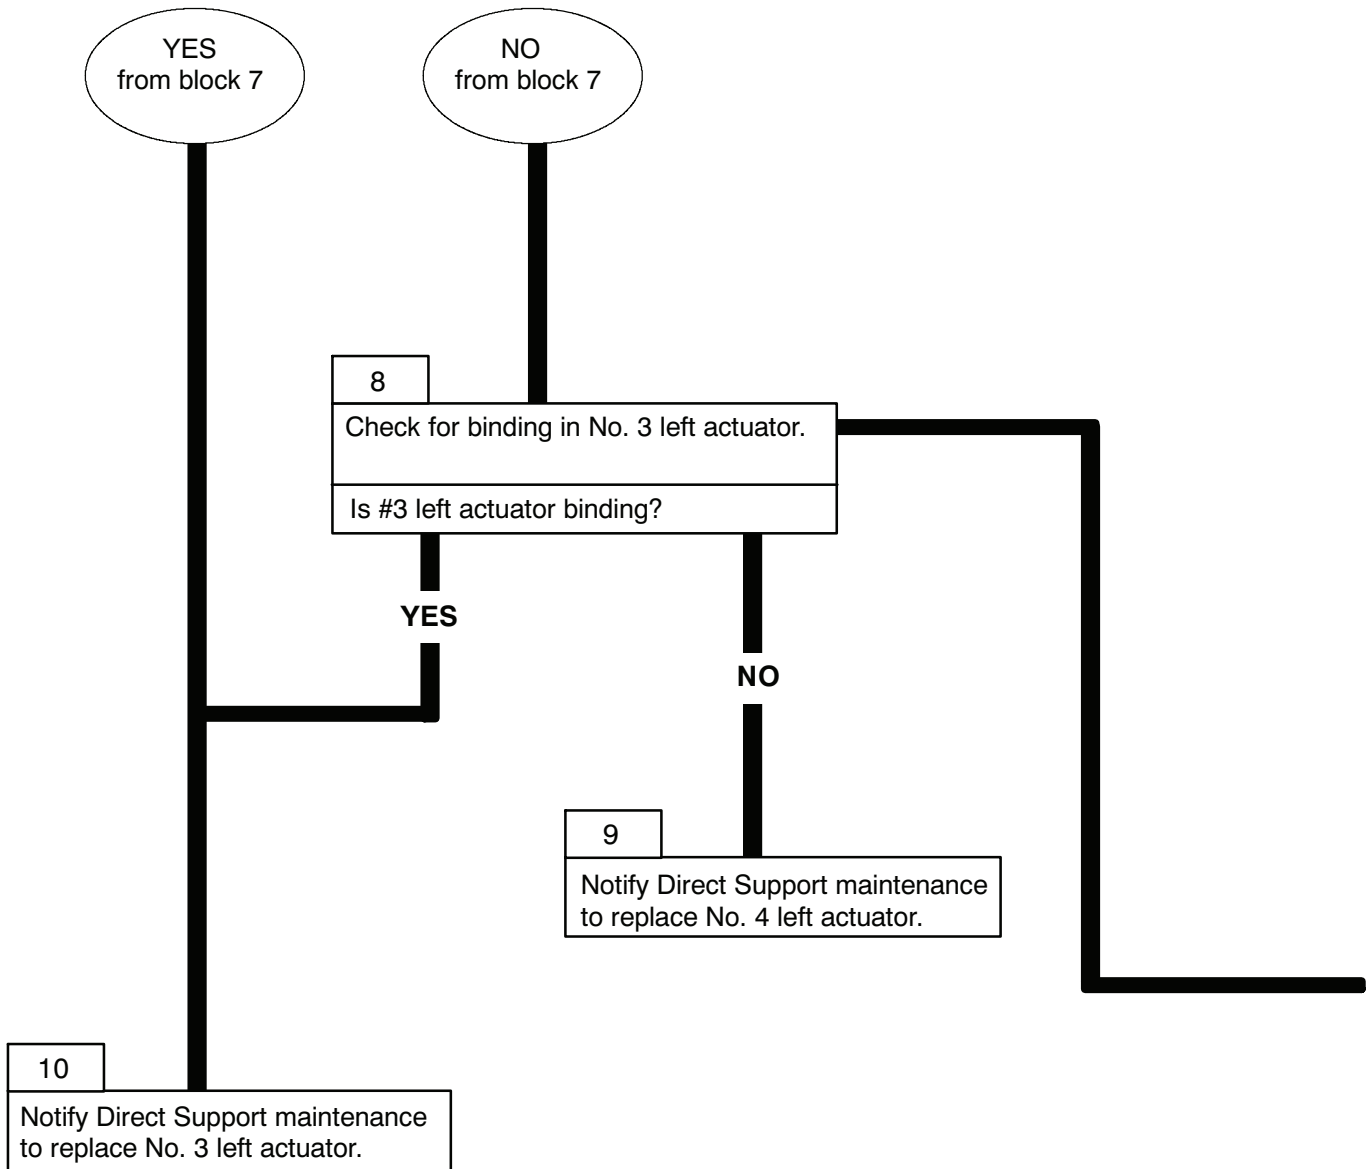 YES
from block 7
NO
from block 7
8
Check for binding in No. 3 left actuator.
Is #3 left actuator binding?
YES
NO
9
Notify Direct Support maintenance
to replace No. 4 left actuator.
10
Notify Direct Support maintenance
to replace No. 3 left actuator.